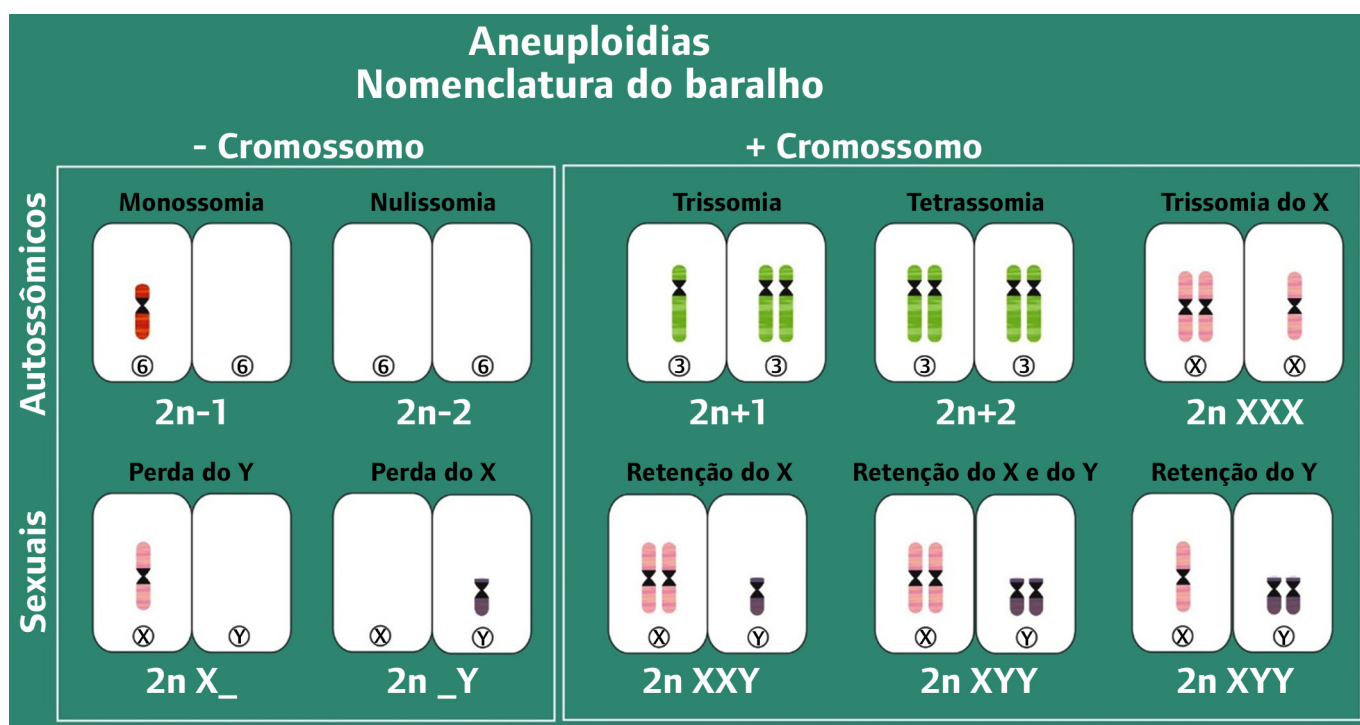 Aneuploidias
Nomenclatura do baralho
- Cromossomo
+ Cromossomo
Autossômicos
Monossomia
Nulissomia
Trissomia
Tetrassomia
Trissomia do X
6
6
6
6
3
3
3
3
X
X
2n-1
2n-2
2n+1
2n+2
2n XXX
Sexuais
Perda do Y
Perda do X
Retenção do X
Retenção do X e do Y
Retenção do Y
X
Y
X
Y
X
Y
X
Y
X
Y
2n X_
2n _Y
2n XXY
2n XYY
2n XYY